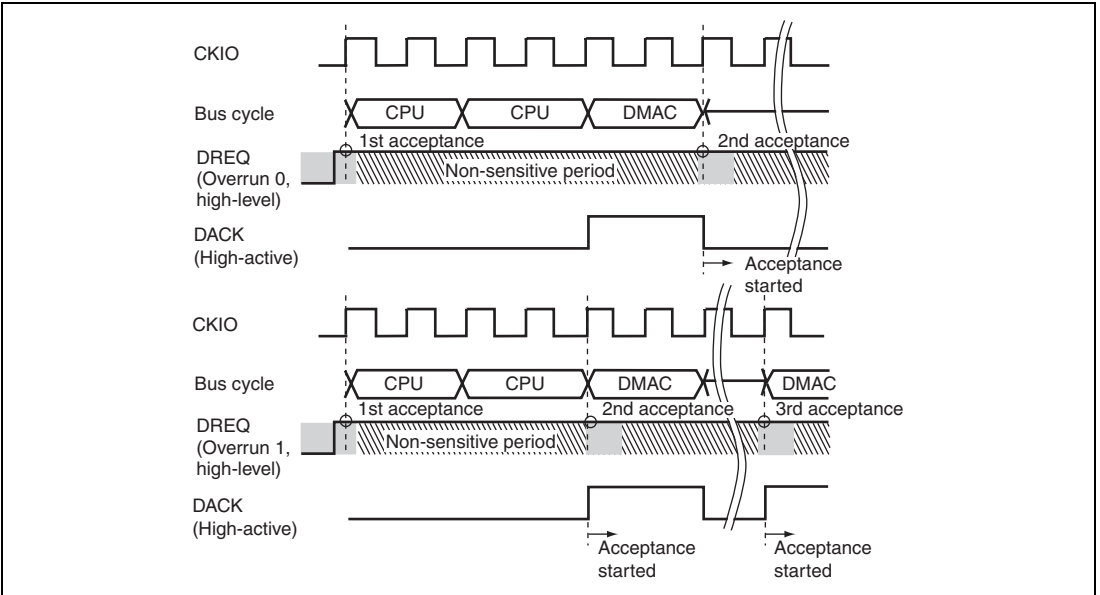 CKIO
Bus cycle
CPU CPU DMAC
1st acceptance 2nd acceptance
DREQ
(Overrun 0,
high-level)
Non-sensitive period
DACK
(High-active)
Acceptance
started
CKIO
Bus cycle
CPU CPU DMAC DMAC
1st acceptance 2nd acceptance 3rd acceptance
DREQ
(Overrun 1,
high-level)
Non-sensitive period
DACK
(High-active)
Acceptance
started
Acceptance
started